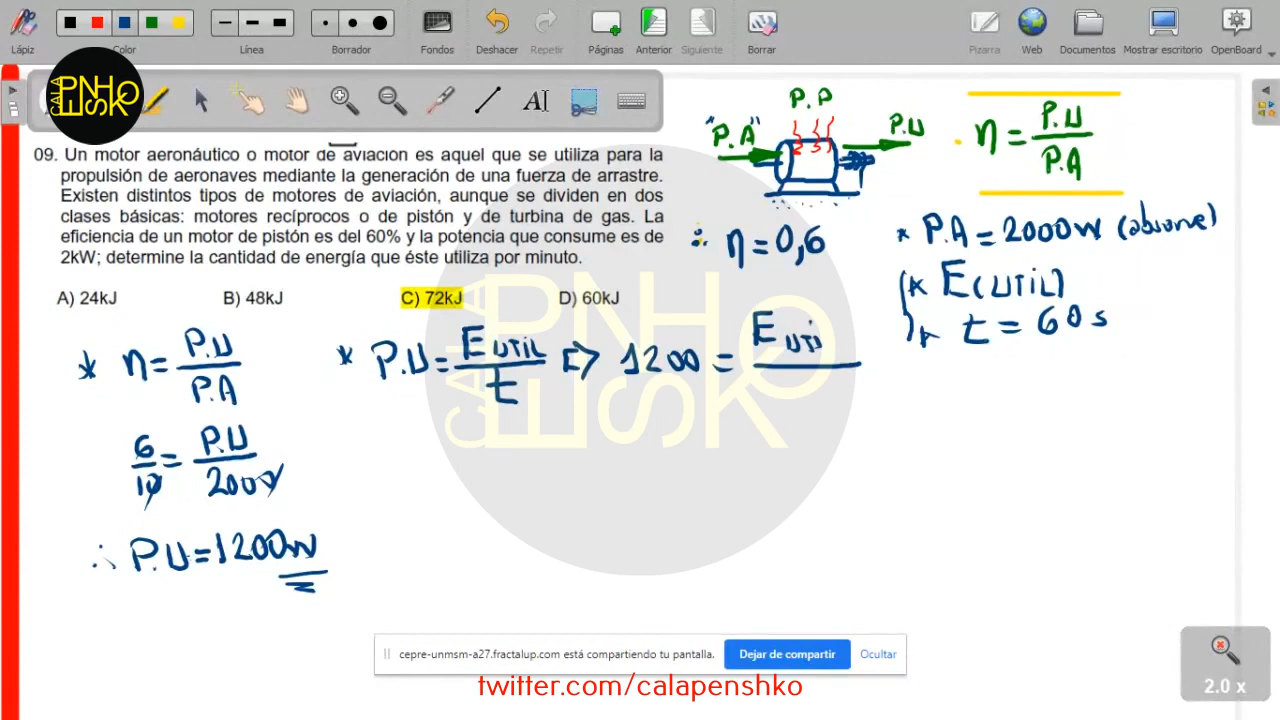 Lápiz
Color
Línea
Borrador
Fondos
Deshacer
Repetir
Páginas
Anterior
Siguiente
Borrar
Pizarra
Web
Documentos
Mostrar escritorio
OpenBoard
CALA
PNHO
ESK
09. Un motor aeronáutico o motor de aviación es aquel que se utiliza para la
propulsión de aeronaves mediante la generación de una fuerza de arrastre.
Existen distintos tipos de motores de aviación, aunque se dividen en dos
clases básicas: motores recíprocos o de pistón y de turbina de gas. La
eficiencia de un motor de pistón es del 60% y la potencia que consume es de
2kW; determine la cantidad de energía que éste utiliza por minuto.
A) 24kJ B) 48kJ C) 72kJ D) 60kJ
P.P
"P.A" P.U
η = P.U / P.A
∴ η = 0,6
* P.A = 2000w (absorve)
* E(UTIL)
* t = 60 s
* η = P.U / P.A
6/10 = P.U / 2000
∴ P.U = 1200w
* P.U = E UTIL / t ⇒ 1200 = E UTI
cepre-unmsm-a27.fractalup.com está compartiendo tu pantalla.
Dejar de compartir
Ocultar
twitter.com/calapenshko
2.0 x